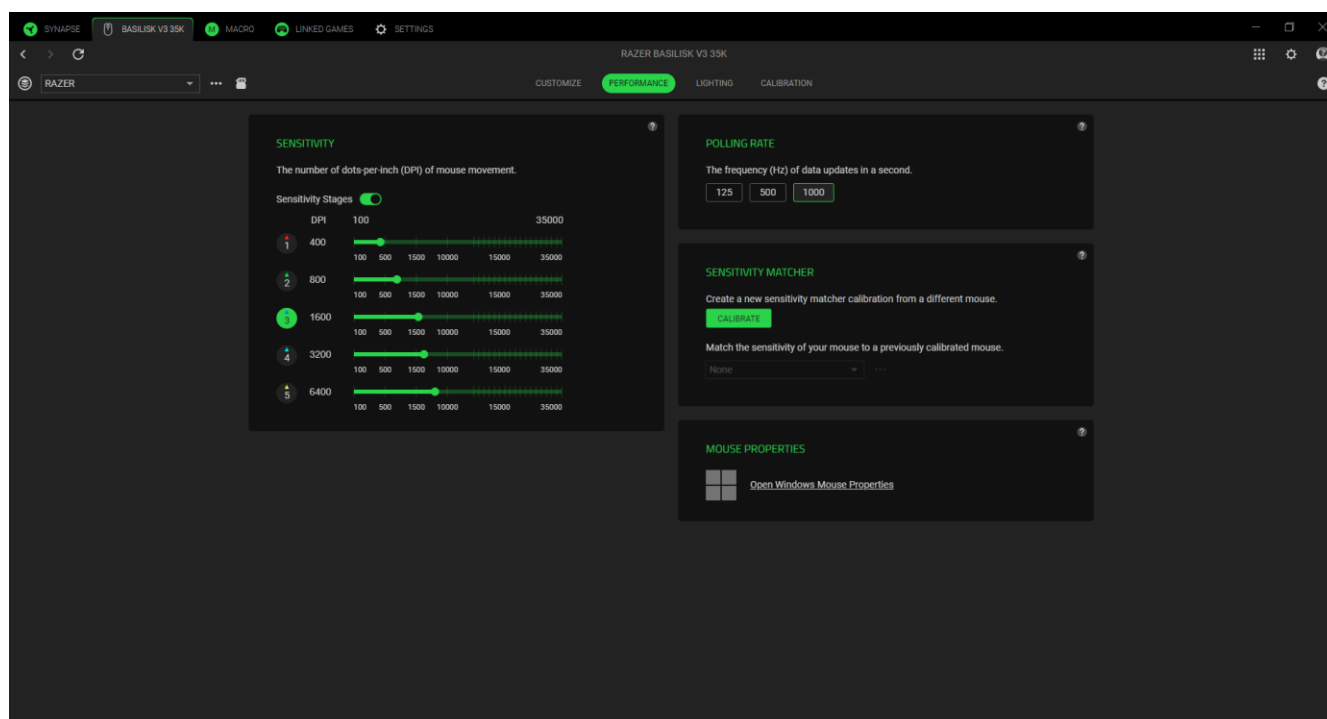 SYNAPSE BASILISK V3 35K M MACRO LINKED GAMES SETTINGS
RAZER BASILISK V3 35K
RAZER CUSTOMIZE PERFORMANCE LIGHTING CALIBRATION ?
?
SENSITIVITY
The number of dots-per-inch (DPI) of mouse movement.
Sensitivity Stages
DPI 100 35000
1 400
100 500 1500 10000 15000 35000
2 800
100 500 1500 10000 15000 35000
3 1600
100 500 1500 10000 15000 35000
4 3200
100 500 1500 10000 15000 35000
5 6400
100 500 1500 10000 15000 35000
?
POLLING RATE
The frequency (Hz) of data updates in a second.
125 500 1000
?
SENSITIVITY MATCHER
Create a new sensitivity matcher calibration from a different mouse.
CALIBRATE
Match the sensitivity of your mouse to a previously calibrated mouse.
None
?
MOUSE PROPERTIES
Open Windows Mouse Properties